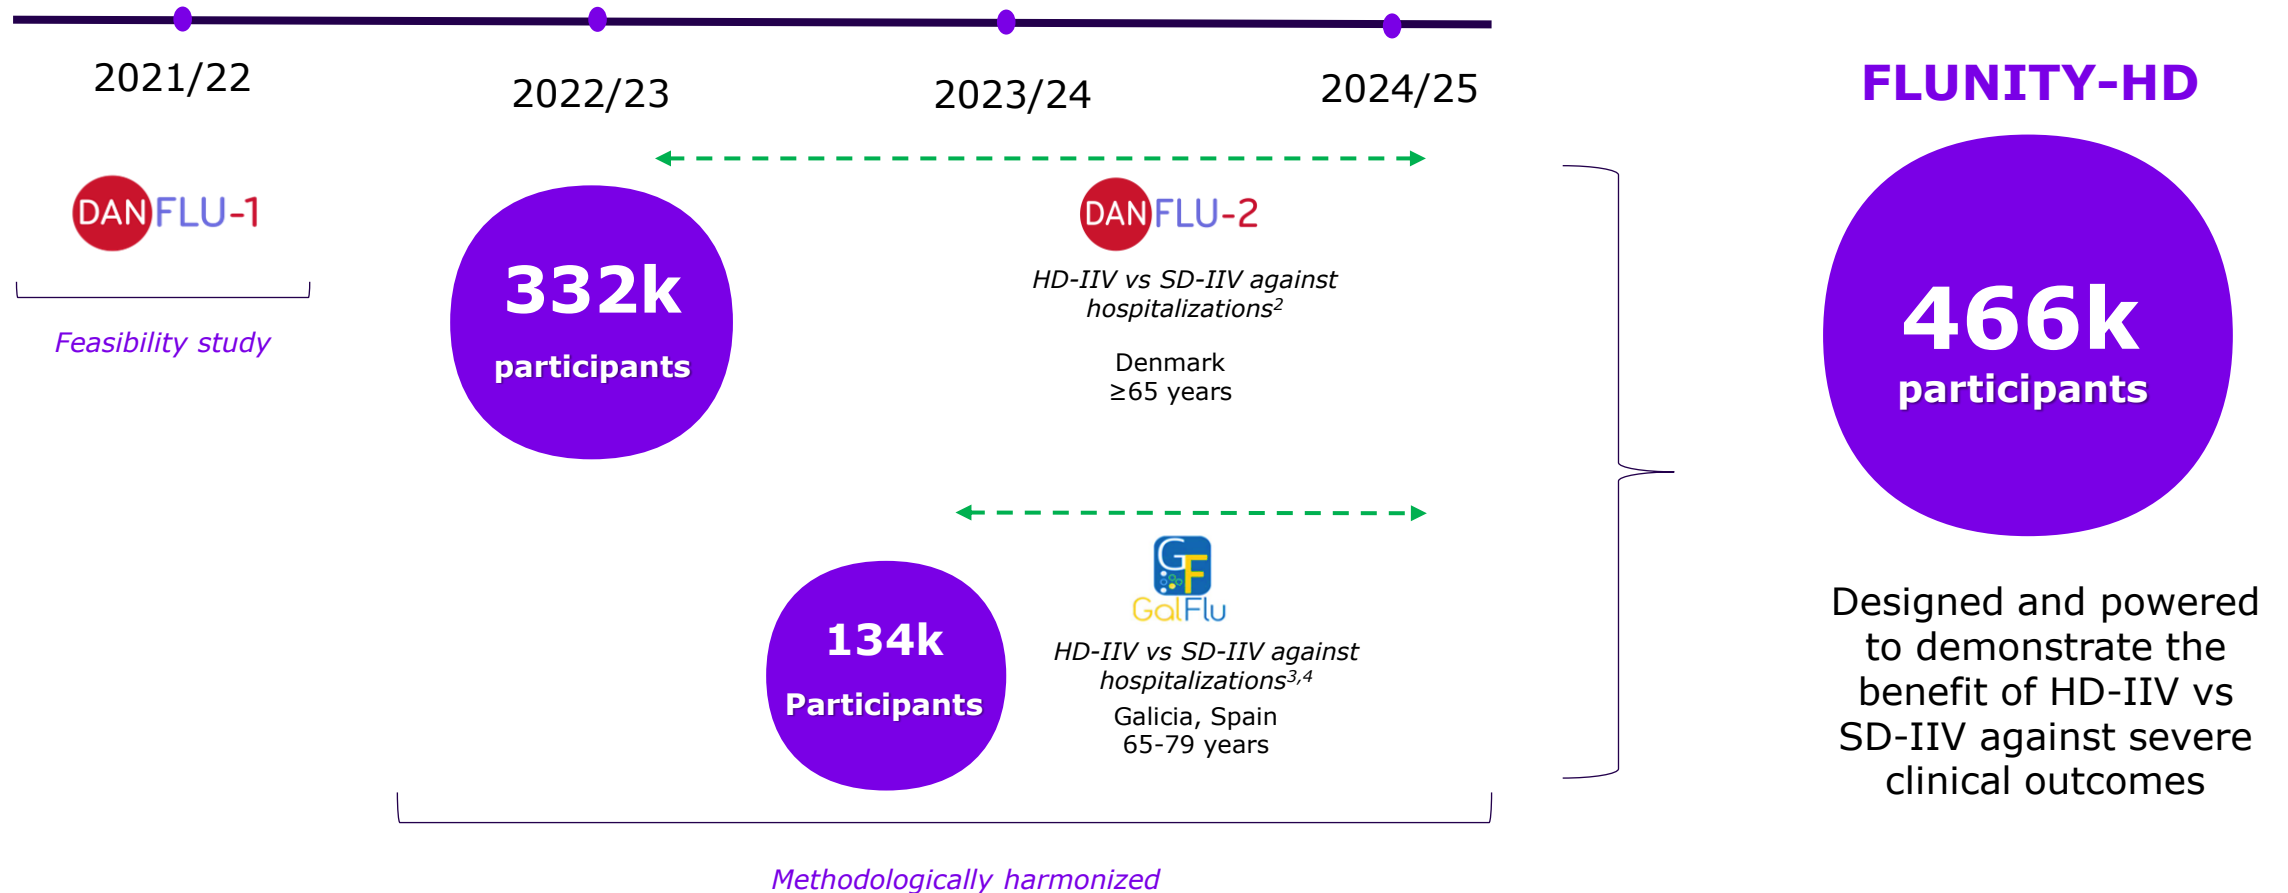 2021/22
2022/23
2023/24
2024/25
DANFLU-1
Feasibility study
332k
participants
DANFLU-2
HD-IIV vs SD-IIV against
hospitalizations2
Denmark
≥65 years
134k
Participants
GF
GalFlu
HD-IIV vs SD-IIV against
hospitalizations3,4
Galicia, Spain
65-79 years
Methodologically harmonized
FLUNITY-HD
466k
participants
Designed and powered
to demonstrate the
benefit of HD-IIV vs
SD-IIV against severe
clinical outcomes